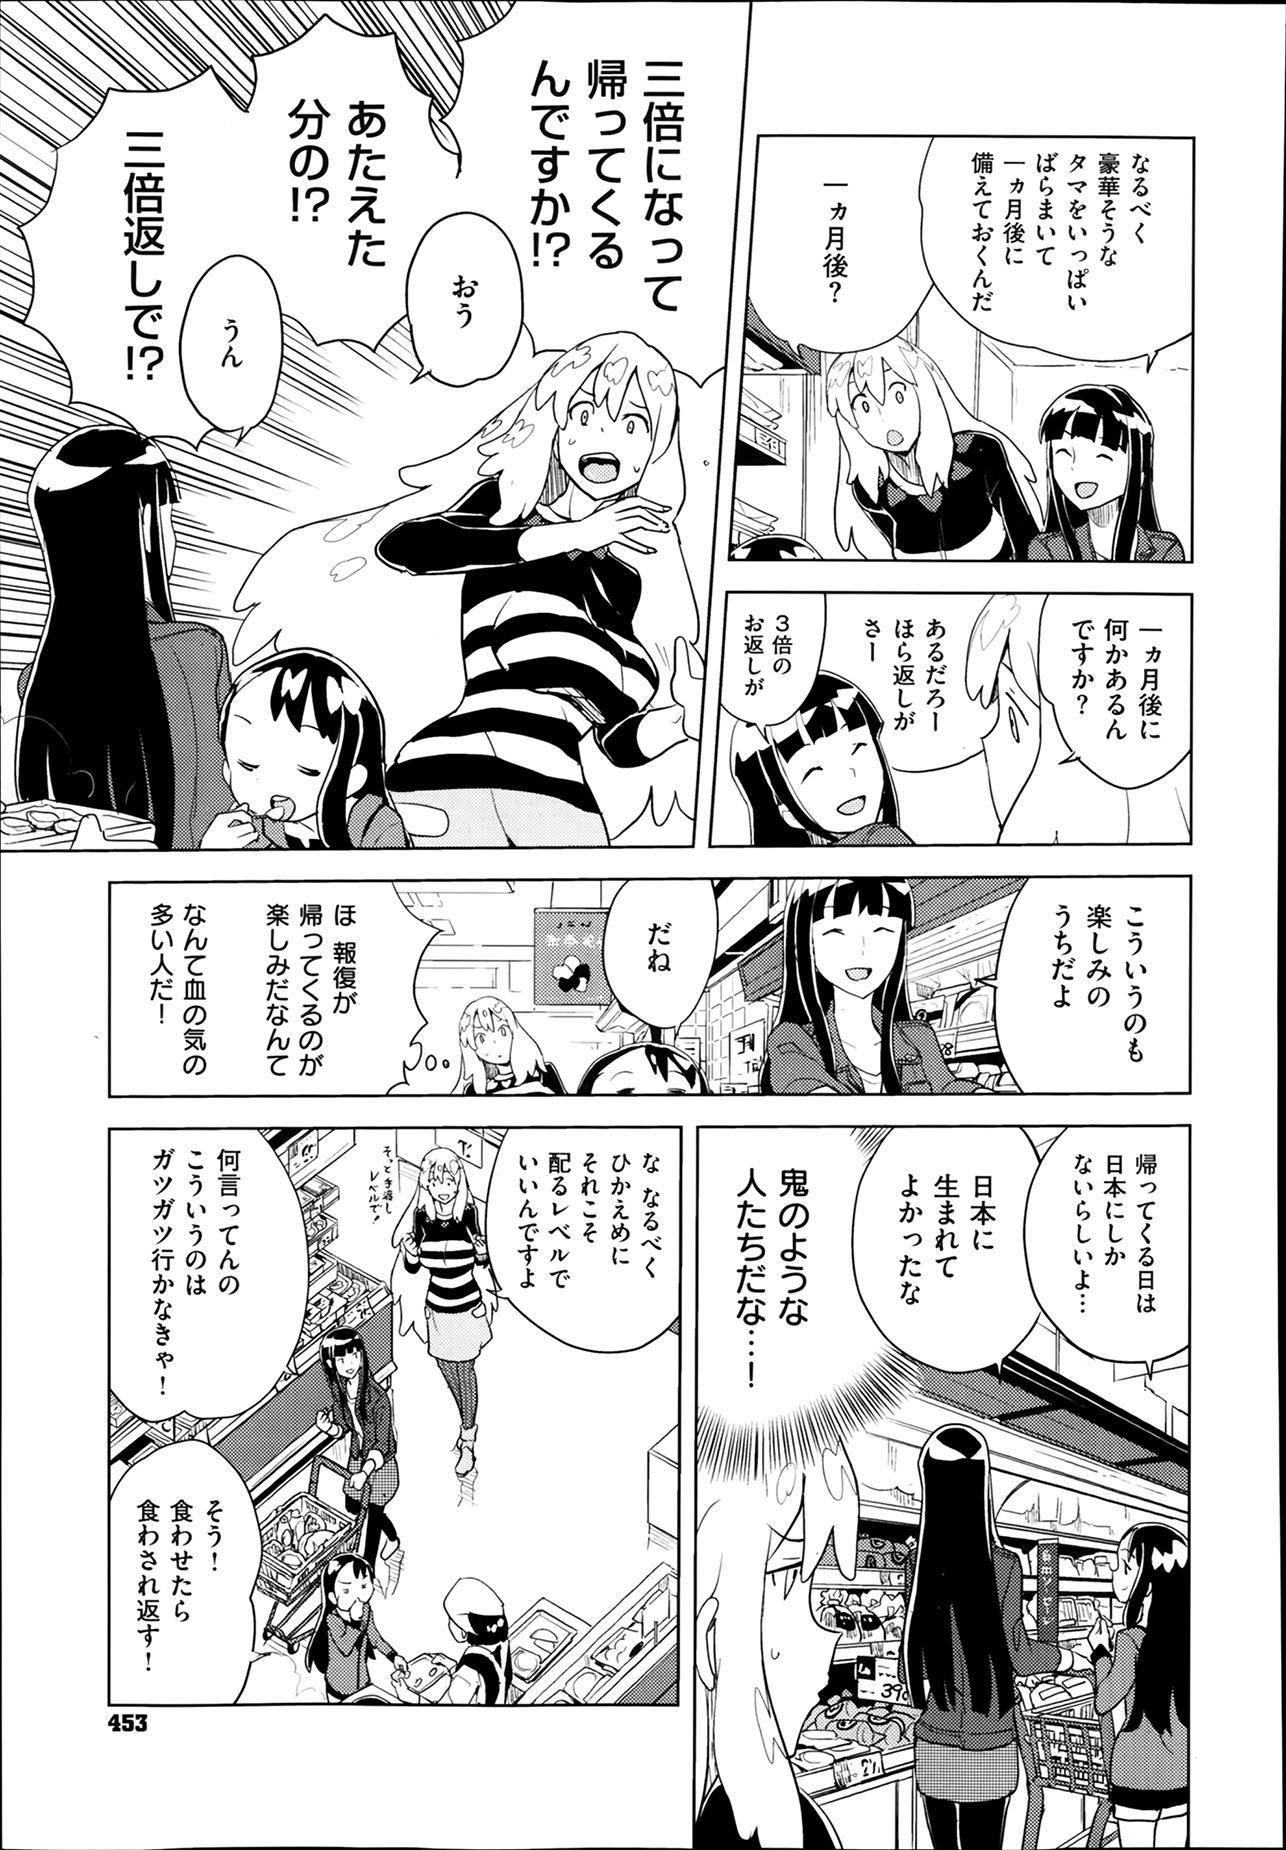 なるべく
豪華そうな
タマをいっぱい
ばらまいて
一ヵ月後に
備えておくんだ
一ヵ月後？
一ヵ月後に
何かあるん
ですか？
あるだろー
ほら返しが
さー
３倍の
お返しが
三倍になって
帰ってくる
んですか!?
おう
あたえた
分の!?
うん
三倍返しで!?
こういうのも
楽しみの
うちだよ
だね
ほ 報復が
帰ってくるのが
楽しみだなんて
なんて血の気の
多い人だ！
帰ってくる日は
日本にしか
ないらしいよ…
日本に
生まれて
よかったな
鬼のような
人たちだな…！
39
な なるべく
ひかえめに
それこそ
配るレベルで
いいんですよ
そっと手渡し
レベルで！
何言ってんの
こういうのは
ガツガツ行かなきゃ！
そう！
食わせたら
食わされ返す！
453